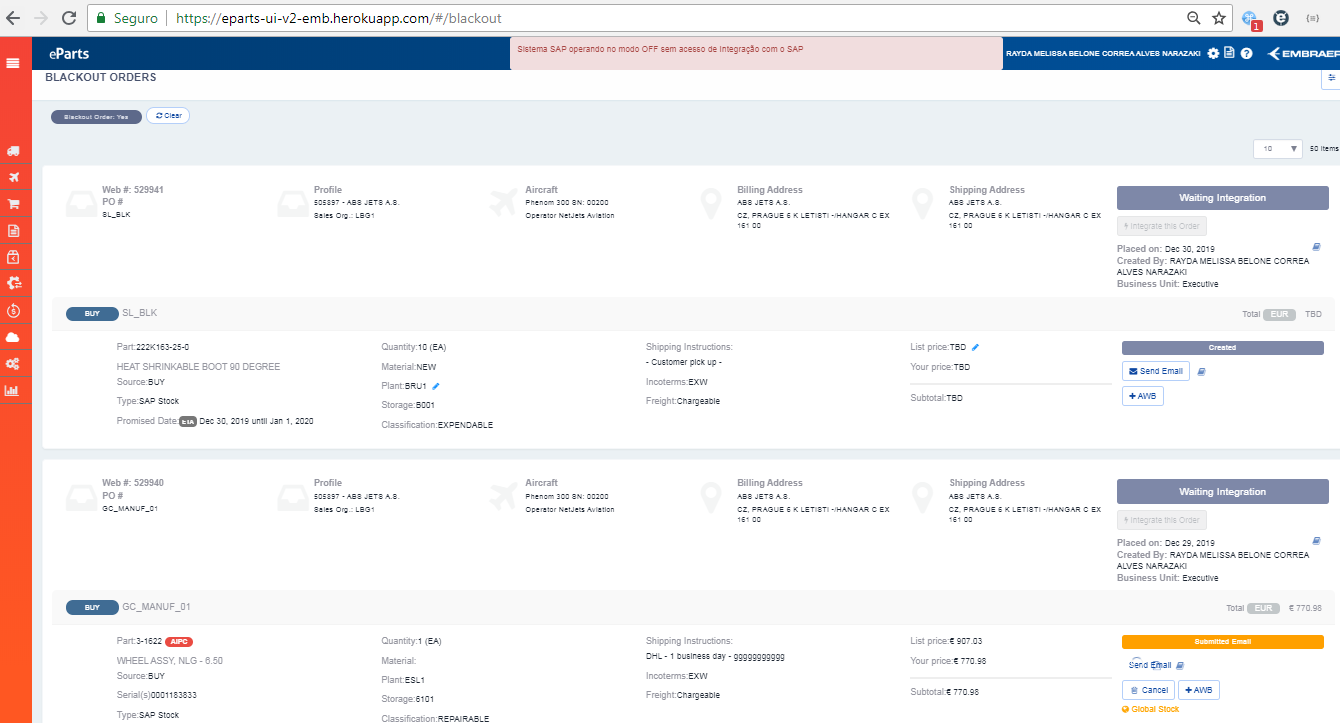 Seguro https://eparts-ui-v2-emb.herokuapp.com/#/blackout
1
eParts
Sistema SAP operando no modo OFF sem acesso de integração com o SAP
RAYDA MELISSA BELONE CORREA ALVES NARAZAKI
EMBRAER
BLACKOUT ORDERS
Blackout Order: Yes
Clear
10
50 items
Web #: 529941
PO #
SL_BLK
Profile
505897 - ABS JETS A.S.
Sales Org.: LBG1
Aircraft
Phenom 300 SN: 00200
Operator NetJets Aviation
Billing Address
ABS JETS A.S.
CZ, PRAGUE 6 K LETISTI -/HANGAR C EX
161 00
Shipping Address
ABS JETS A.S.
CZ, PRAGUE 6 K LETISTI -/HANGAR C EX
161 00
Waiting Integration
Integrate this Order
Placed on: Dec 30, 2019
Created By: RAYDA MELISSA BELONE CORREA
ALVES NARAZAKI
Business Unit: Executive
BUY SL_BLK
Total EUR TBD
Part:222K163-25-0
HEAT SHRINKABLE BOOT 90 DEGREE
Source:BUY
Type:SAP Stock
Promised Date:ETA Dec 30, 2019 until Jan 1, 2020
Quantity:10 (EA)
Material:NEW
Plant:BRU1
Storage:B001
Classification:EXPENDABLE
Shipping Instructions:
- Customer pick up -
Incoterms:EXW
Freight:Chargeable
List price:TBD
Your price:TBD
Subtotal:TBD
Created
Send Email
+ AWB
Web #: 529940
PO #
GC_MANUF_01
Profile
505897 - ABS JETS A.S.
Sales Org.: LBG1
Aircraft
Phenom 300 SN: 00200
Operator NetJets Aviation
Billing Address
ABS JETS A.S.
CZ, PRAGUE 6 K LETISTI -/HANGAR C EX
161 00
Shipping Address
ABS JETS A.S.
CZ, PRAGUE 6 K LETISTI -/HANGAR C EX
161 00
Waiting Integration
Integrate this Order
Placed on: Dec 29, 2019
Created By: RAYDA MELISSA BELONE CORREA
ALVES NARAZAKI
Business Unit: Executive
BUY GC_MANUF_01
Total EUR € 770.98
Part:3-1622 AIPC
WHEEL ASSY, NLG - 6.50
Source:BUY
Serial(s)0001183833
Type:SAP Stock
Quantity:1 (EA)
Material:
Plant:ESL1
Storage:6101
Classification:REPAIRABLE
Shipping Instructions:
DHL - 1 business day - ggggggggggg
Incoterms:EXW
Freight:Chargeable
List price:€ 907.03
Your price:€ 770.98
Subtotal:€ 770.98
Submitted Email
Send Email
Cancel
+ AWB
Global Stock